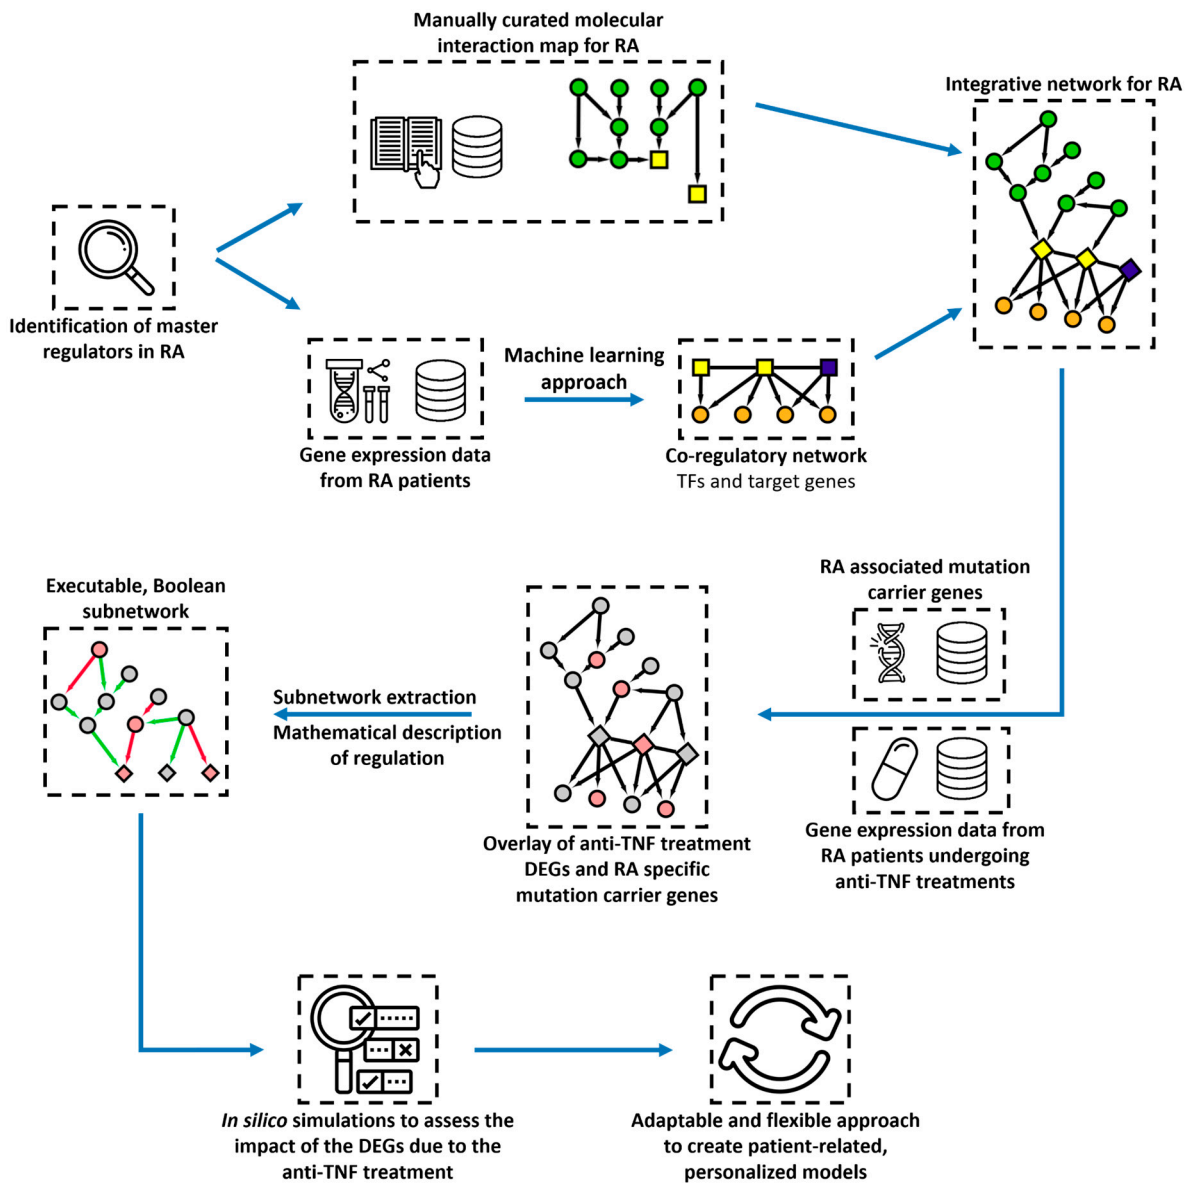 Manually curated molecular
interaction map for RA
Integrative network for RA
Identification of master
regulators in RA
Machine learning
approach
Gene expression data
from RA patients
Co-regulatory network
TFs and target genes
RA associated mutation
carrier genes
Executable, Boolean
subnetwork
Subnetwork extraction
Mathematical description
of regulation
Gene expression data from
RA patients undergoing
anti-TNF treatments
Overlay of anti-TNF treatment
DEGs and RA specific
mutation carrier genes
In silico simulations to assess the
impact of the DEGs due to the
anti-TNF treatment
Adaptable and flexible approach
to create patient-related,
personalized models